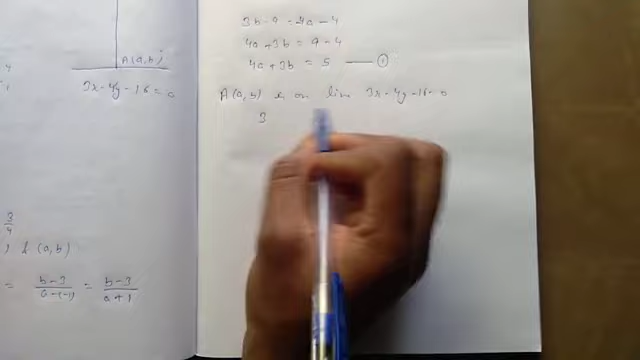 A(a,b)
3x - 4y - 16 = 0
3/4
) & (a, b)
= b-3/a-(-1) = b-3/a+1
3b - 9 = -4a - 4
4a + 3b = 9 - 4
4a + 3b = 5 —— ①
A(a, b) is on line 3x - 4y - 16 = 0
3